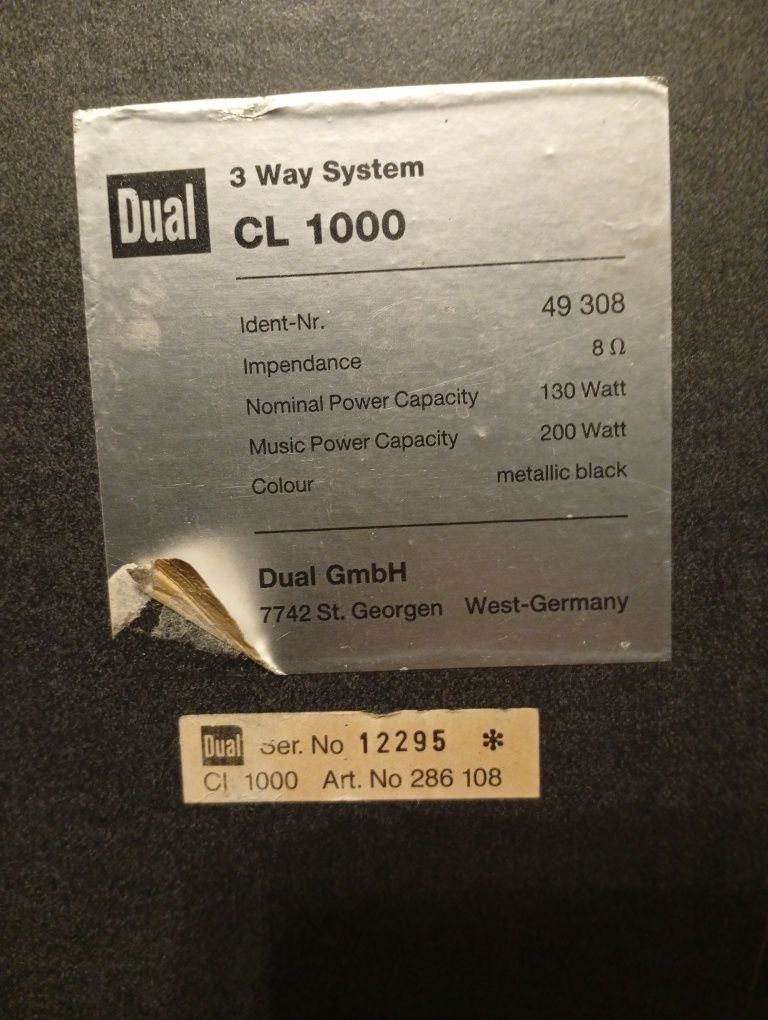 Dual
3 Way System
CL 1000
Ident-Nr. 49 308
Impendance 8 Ω
Nominal Power Capacity 130 Watt
Music Power Capacity 200 Watt
Colour metallic black
Dual GmbH
7742 St. Georgen West-Germany
Dual Ser. No 12295 *
CL 1000 Art. No 286 108